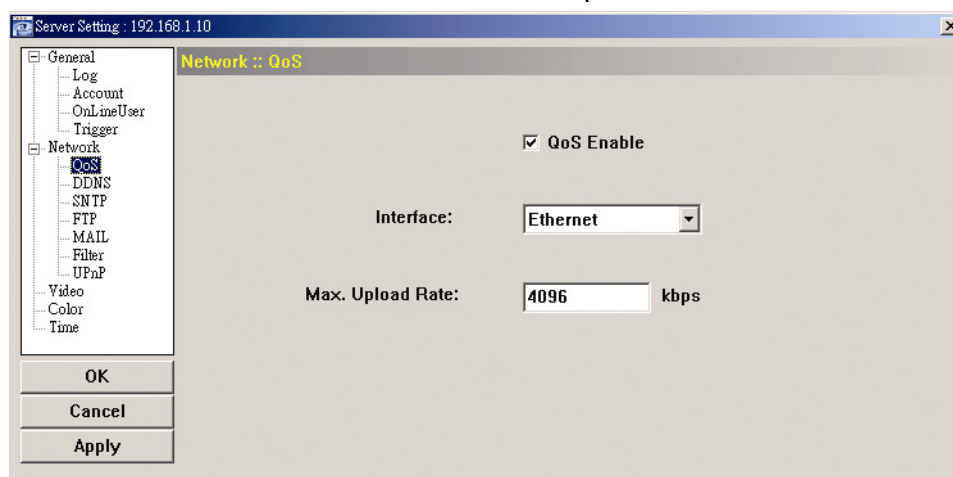 Server Setting : 192.168.1.10
General
Log
Account
OnLineUser
Trigger
Network
QoS
DDNS
SNTP
FTP
MAIL
Filter
UPnP
Video
Color
Time
OK
Cancel
Apply
Network :: QoS
QoS Enable
Interface: Ethernet
Max. Upload Rate: 4096 kbps